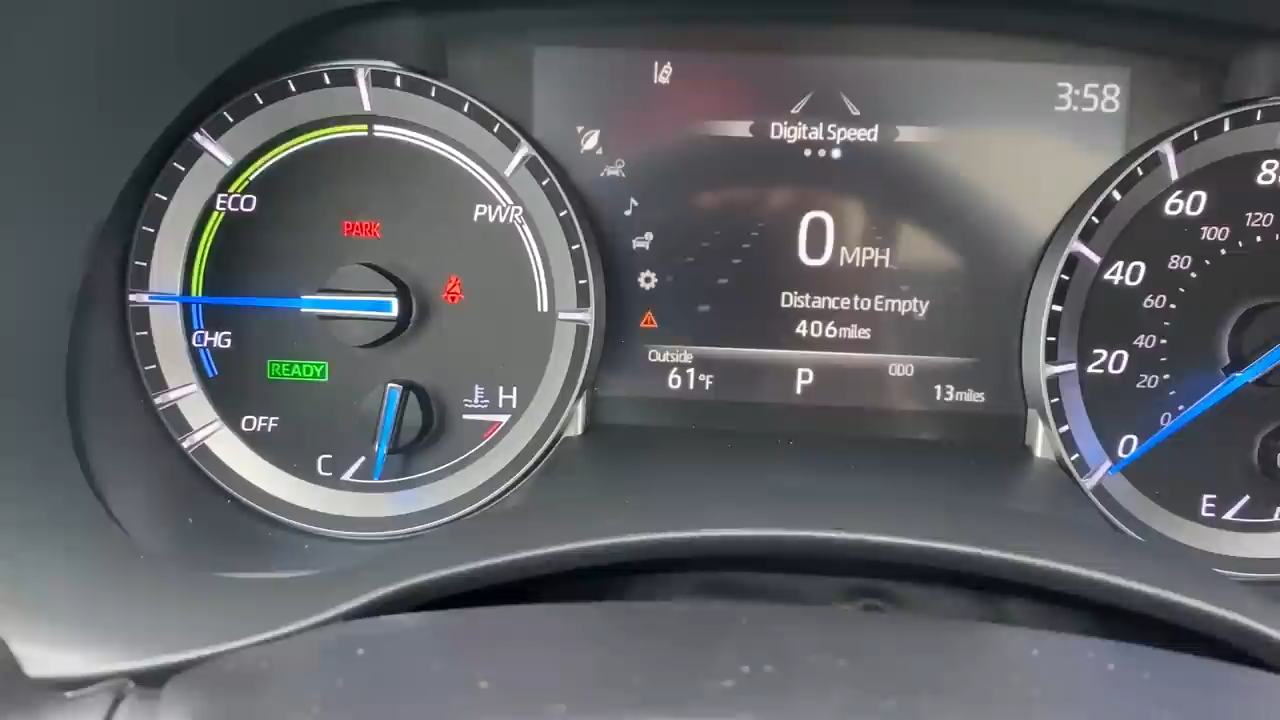 3:58
Digital Speed
0 MPH
Distance to Empty
406 miles
Outside
61°F
P
ODO
13 miles
ECO
PWR
PARK
CHG
READY
OFF
C
H
60
40
20
0
120
100
80
60
40
20
0
E